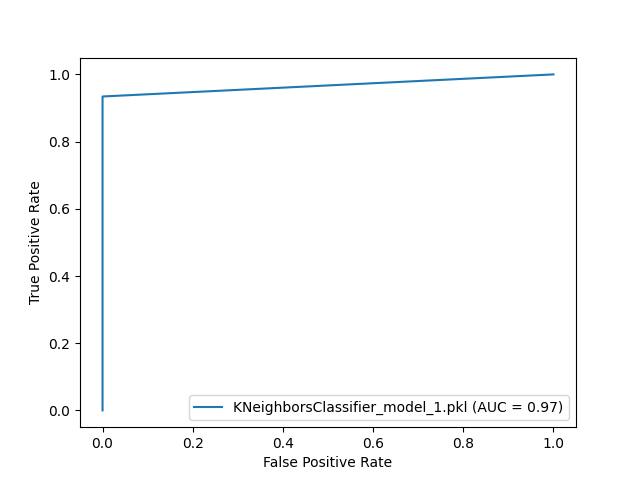 1.0
0.8
0.6
0.4
0.2
0.0
True Positive Rate
KNeighborsClassifier_model_1.pkl (AUC = 0.97)
0.0 0.2 0.4 0.6 0.8 1.0
False Positive Rate